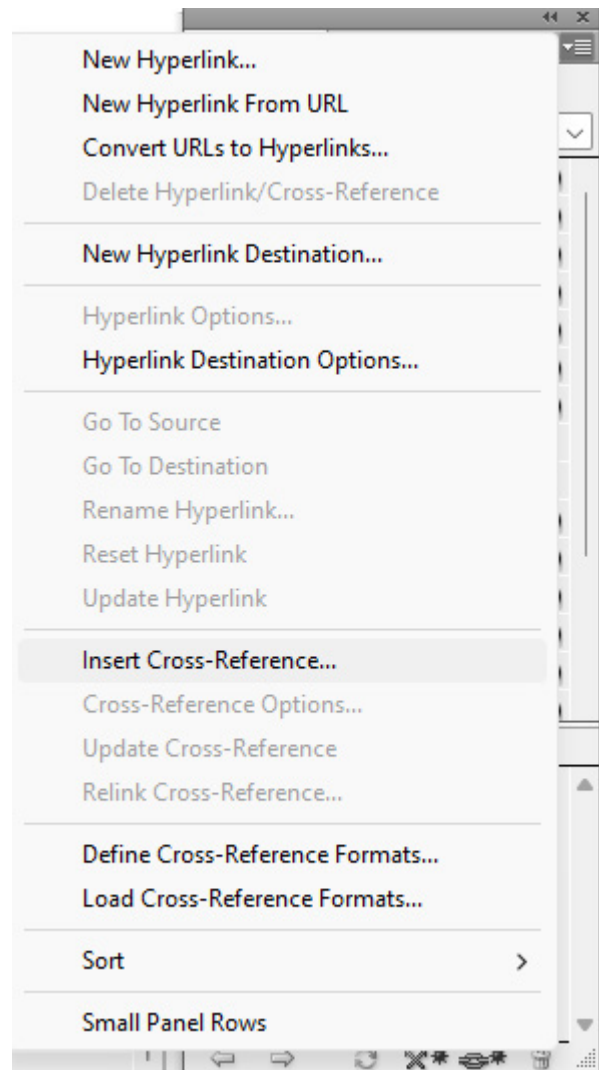 New Hyperlink...
New Hyperlink From URL
Convert URLs to Hyperlinks...
Delete Hyperlink/Cross-Reference
New Hyperlink Destination...
Hyperlink Options...
Hyperlink Destination Options...
Go To Source
Go To Destination
Rename Hyperlink...
Reset Hyperlink
Update Hyperlink
Insert Cross-Reference...
Cross-Reference Options...
Update Cross-Reference
Relink Cross-Reference...
Define Cross-Reference Formats...
Load Cross-Reference Formats...
Sort
Small Panel Rows